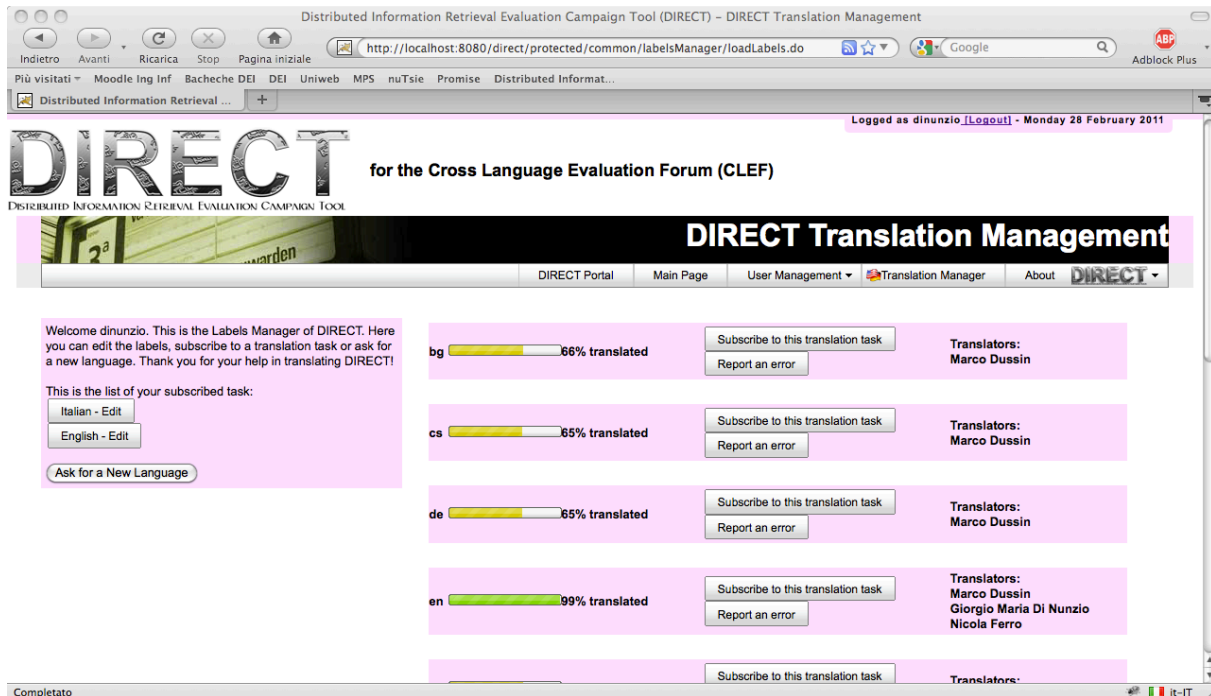 Distributed Information Retrieval Evaluation Campaign Tool (DIRECT) – DIRECT Translation Management
Indietro Avanti Ricarica Stop Pagina iniziale http://localhost:8080/direct/protected/common/labelsManager/loadLabels.do Google ABP Adblock Plus
Più visitati Moodle Ing Inf Bacheche DEI DEI Uniweb MPS nuTsie Promise Distributed Informat...
Distributed Information Retrieval ... +
Logged as dinunzio [Logout] - Monday 28 February 2011
DIRECT
for the Cross Language Evaluation Forum (CLEF)
DISTRIBUTED INFORMATION RETRIEVAL EVALUATION CAMPAIGN TOOL
3ª
warden
DIRECT Translation Management
DIRECT Portal Main Page User Management Translation Manager About DIRECT
Welcome dinunzio. This is the Labels Manager of DIRECT. Here
you can edit the labels, subscribe to a translation task or ask for
a new language. Thank you for your help in translating DIRECT!
This is the list of your subscribed task:
Italian - Edit
English - Edit
Ask for a New Language
bg 66% translated
Subscribe to this translation task
Report an error
Translators:
Marco Dussin
cs 65% translated
Subscribe to this translation task
Report an error
Translators:
Marco Dussin
de 65% translated
Subscribe to this translation task
Report an error
Translators:
Marco Dussin
en 99% translated
Subscribe to this translation task
Report an error
Translators:
Marco Dussin
Giorgio Maria Di Nunzio
Nicola Ferro
Subscribe to this translation task
Translators:
Completato
it-IT